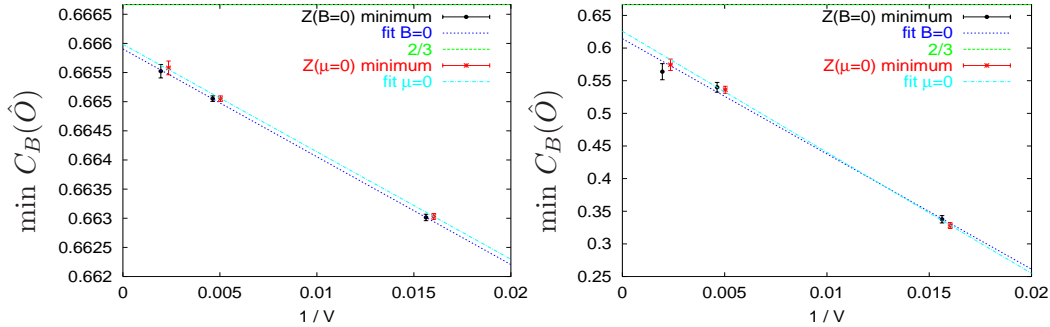 min C_B(Ô)
0.6665
0.666
0.6655
0.665
0.6645
0.664
0.6635
0.663
0.6625
0.662
0
0.005
0.01
0.015
0.02
1 / V
Z(B=0) minimum
fit B=0
2/3
Z(μ=0) minimum
fit μ=0
min C_B(Ô)
0.65
0.6
0.55
0.5
0.45
0.4
0.35
0.3
0.25
0
0.005
0.01
0.015
0.02
1 / V
Z(B=0) minimum
fit B=0
2/3
Z(μ=0) minimum
fit μ=0